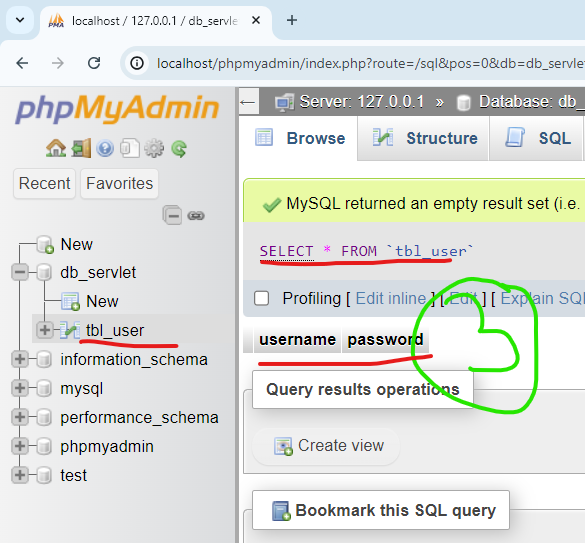 localhost / 127.0.0.1 / db_servle
localhost/phpmyadmin/index.php?route=/sql&pos=0&db=db_servle
phpMyAdmin
Recent Favorites
New
db_servlet
New
tbl_user
information_schema
mysql
performance_schema
phpmyadmin
test
Server: 127.0.0.1 » Database: db_
Browse Structure SQL
MySQL returned an empty result set (i.e.
SELECT * FROM `tbl_user`
Profiling [ Edit inline ] [ Edit ] [ Explain SQ
username password
3
Query results operations
Create view
Bookmark this SQL query